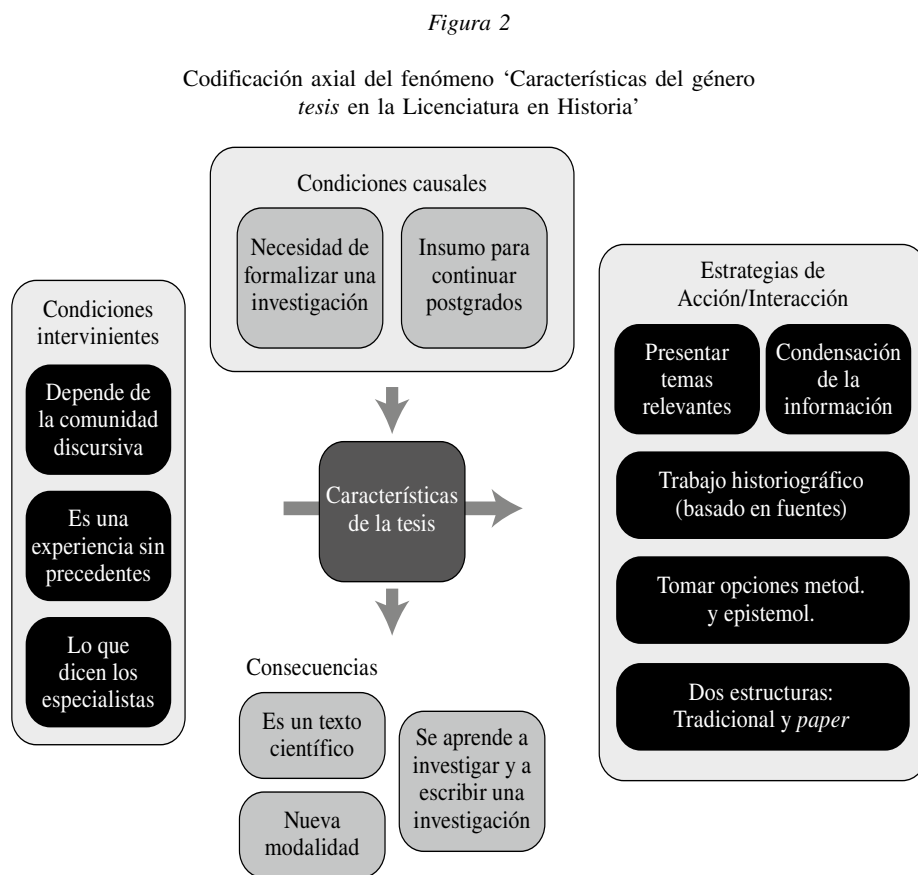 Figura 2
Codificación axial del fenómeno ‘Características del género
tesis en la Licenciatura en Historia’
Condiciones causales
Necesidad de
formalizar una
investigación
Insumo para
continuar
postgrados
Condiciones
intervinientes
Depende de
la comunidad
discursiva
Es una
experiencia sin
precedentes
Lo que
dicen los
especialistas
Características
de la tesis
Estrategias de
Acción/Interacción
Presentar
temas
relevantes
Condensación
de la
información
Trabajo historiográfico
(basado en fuentes)
Tomar opciones metod.
y epistemol.
Dos estructuras:
Tradicional y paper
Consecuencias
Es un texto
científico
Nueva
modalidad
Se aprende a
investigar y a
escribir una
investigación